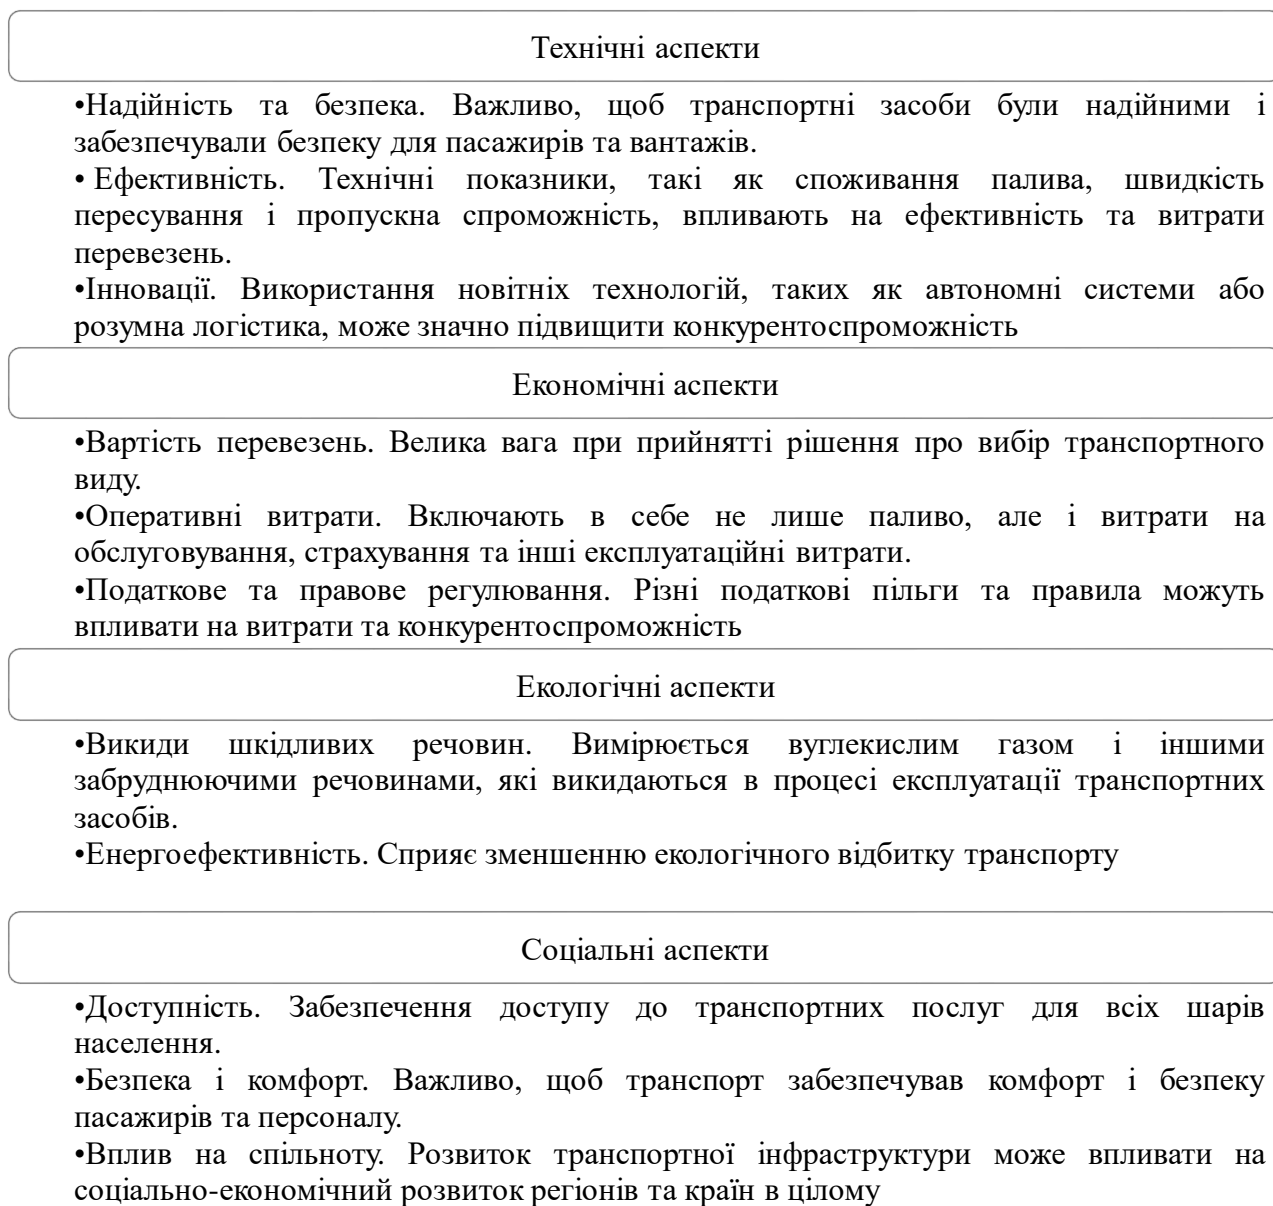 Технічні аспекти
•Надійність та безпека. Важливо, щоб транспортні засоби були надійними і
забезпечували безпеку для пасажирів та вантажів.
• Ефективність. Технічні показники, такі як споживання палива, швидкість
пересування і пропускна спроможність, впливають на ефективність та витрати
перевезень.
•Інновації. Використання новітніх технологій, таких як автономні системи або
розумна логістика, може значно підвищити конкурентоспроможність
Економічні аспекти
•Вартість перевезень. Велика вага при прийнятті рішення про вибір транспортного
виду.
•Оперативні витрати. Включають в себе не лише паливо, але і витрати на
обслуговування, страхування та інші експлуатаційні витрати.
•Податкове та правове регулювання. Різні податкові пільги та правила можуть
впливати на витрати та конкурентоспроможність
Екологічні аспекти
•Викиди шкідливих речовин. Вимірюється вуглекислим газом і іншими
забруднюючими речовинами, які викидаються в процесі експлуатації транспортних
засобів.
•Енергоефективність. Сприяє зменшенню екологічного відбитку транспорту
Соціальні аспекти
•Доступність. Забезпечення доступу до транспортних послуг для всіх шарів
населення.
•Безпека і комфорт. Важливо, щоб транспорт забезпечував комфорт і безпеку
пасажирів та персоналу.
•Вплив на спільноту. Розвиток транспортної інфраструктури може впливати на
соціально-економічний розвиток регіонів та країн в цілому